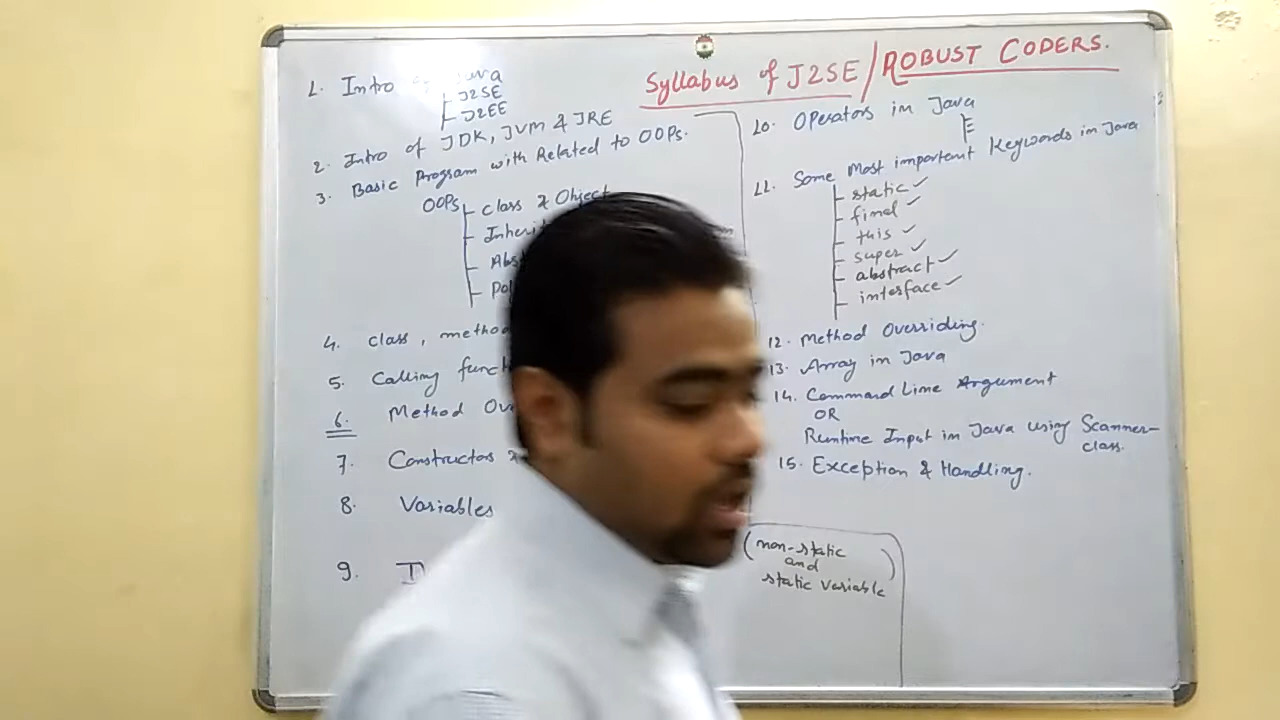 Syllabus of J2SE / ROBUST CODERS.
1. Intro
J2SE
J2EE
2. Intro of JDK, JVM & JRE
3. Basic Program with Related to OOPs.
OOPs
class & Object
4. class,
5. Calling
6. Method
7. Constructors
8. Variables
9.
(non-static
and
static variable)
10. Operators in Java
11. Some Most important Keywords in Java
static ✓
final ✓
this ✓
super ✓
abstract ✓
interface ✓
12. Method Overriding.
13. Array in Java
14. Command Line Argument
OR
Runtime Input in Java using Scanner
class.
15. Exception & Handling.